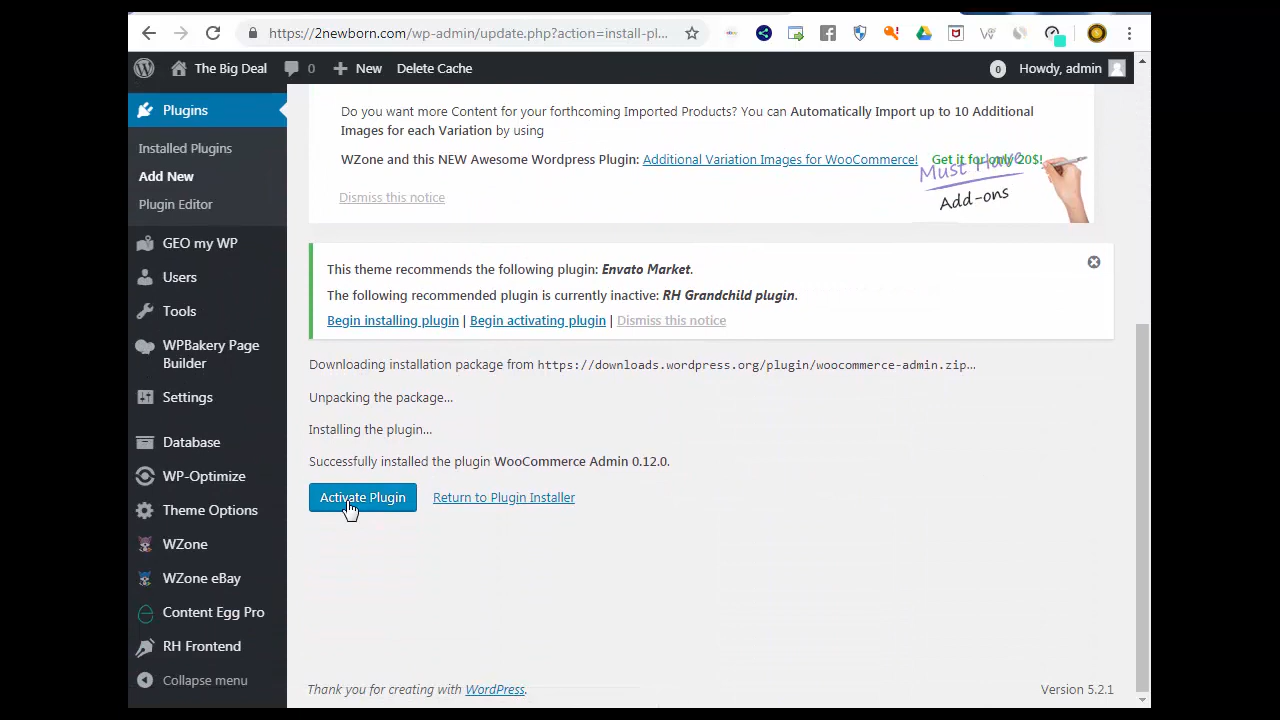 https://2newborn.com/wp-admin/update.php?action=install-pl...
The Big Deal
0
New
Delete Cache
0
Howdy, admin
Plugins
Installed Plugins
Add New
Plugin Editor
GEO my WP
Users
Tools
WPBakery Page
Builder
Settings
Database
WP-Optimize
Theme Options
WZone
WZone eBay
Content Egg Pro
RH Frontend
Collapse menu
Do you want more Content for your forthcoming Imported Products? You can Automatically Import up to 10 Additional
Images for each Variation by using
WZone and this NEW Awesome Wordpress Plugin: Additional Variation Images for WooCommerce! Get it for only 20$!
Must Have
Add-ons
Dismiss this notice
This theme recommends the following plugin: Envato Market.
The following recommended plugin is currently inactive: RH Grandchild plugin.
Begin installing plugin | Begin activating plugin | Dismiss this notice
Downloading installation package from https://downloads.wordpress.org/plugin/woocommerce-admin.zip…
Unpacking the package…
Installing the plugin…
Successfully installed the plugin WooCommerce Admin 0.12.0.
Activate Plugin
Return to Plugin Installer
Thank you for creating with WordPress.
Version 5.2.1